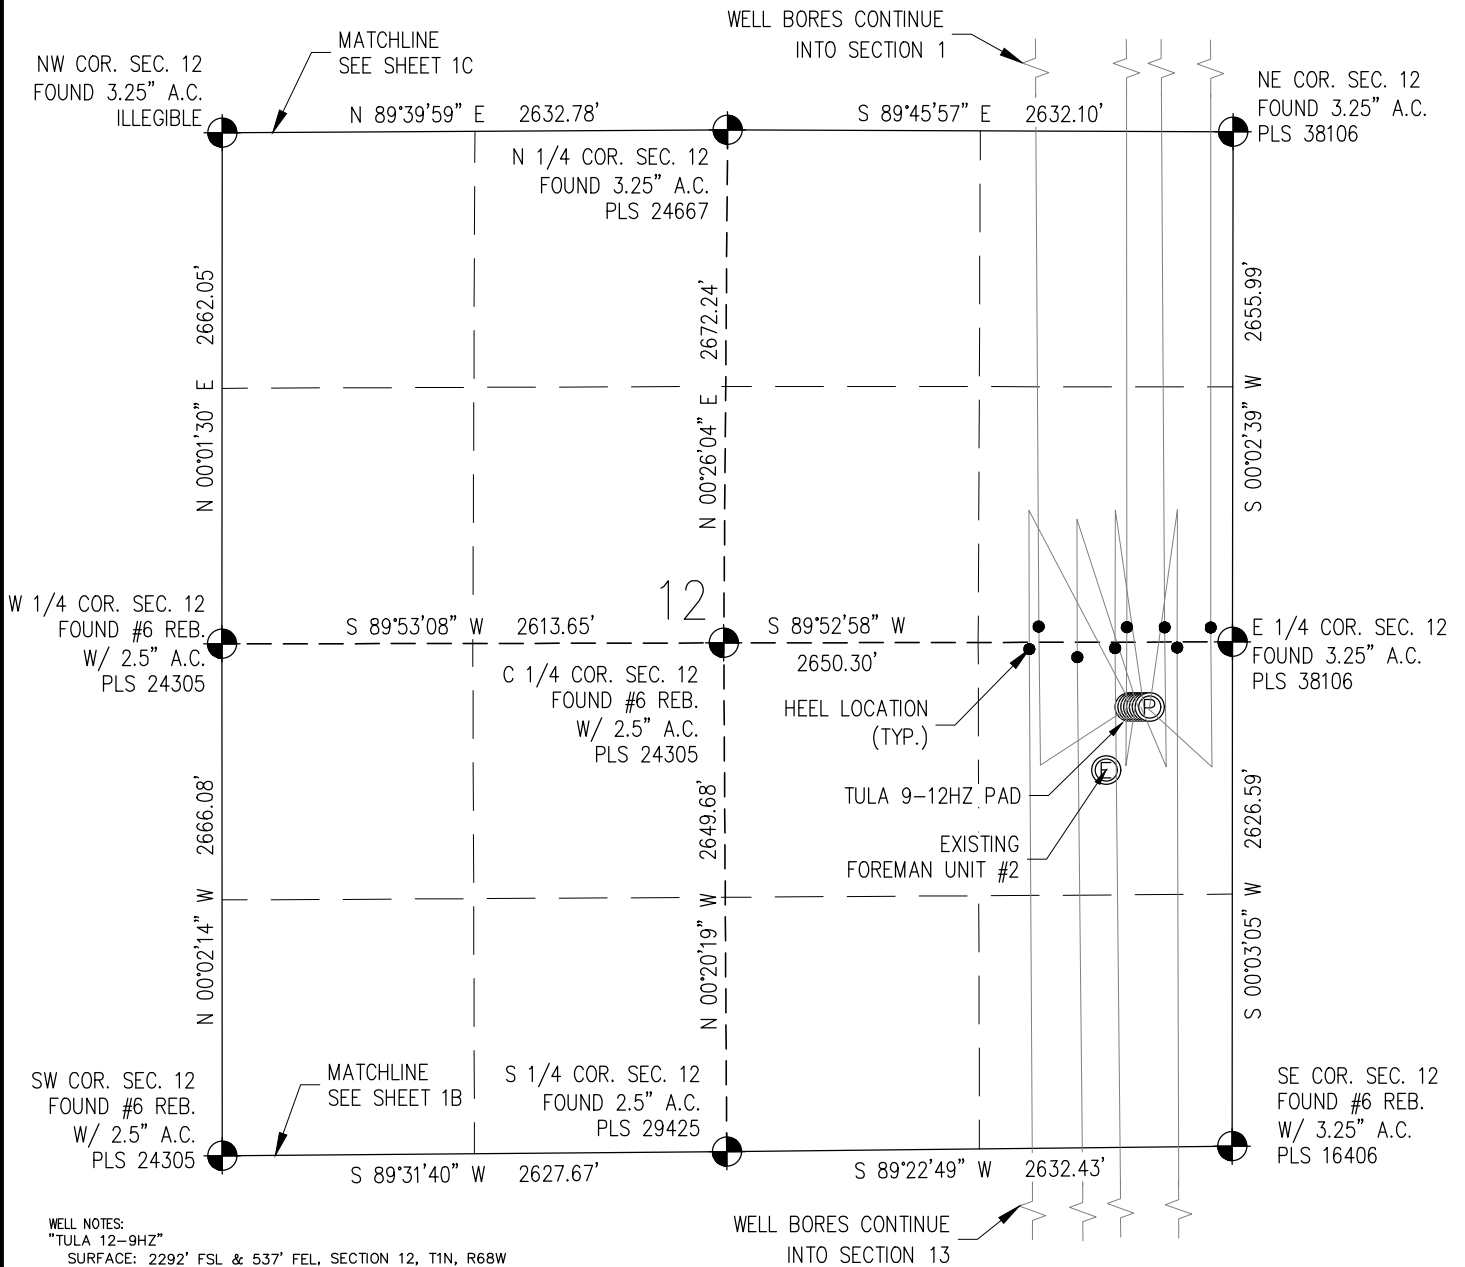 WELL BORES CONTINUE
INTO SECTION 1
MATCHLINE
SEE SHEET 1C
NW COR. SEC. 12
FOUND 3.25" A.C.
ILLEGIBLE
N 89°39'59" E 2632.78'
S 89°45'57" E 2632.10'
NE COR. SEC. 12
FOUND 3.25" A.C.
PLS 38106
N 1/4 COR. SEC. 12
FOUND 3.25" A.C.
PLS 24667
N 00°01'30" E 2662.05'
N 00°26'04" E 2672.24'
S 00°02'39" W 2655.99'
12
W 1/4 COR. SEC. 12
FOUND #6 REB.
W/ 2.5" A.C.
PLS 24305
S 89°53'08" W 2613.65'
S 89°52'58" W
2650.30'
E 1/4 COR. SEC. 12
FOUND 3.25" A.C.
PLS 38106
C 1/4 COR. SEC. 12
FOUND #6 REB.
W/ 2.5" A.C.
PLS 24305
HEEL LOCATION
(TYP.)
P
E
TULA 9-12HZ PAD
EXISTING
FOREMAN UNIT #2
N 00°02'14" W 2666.08'
N 00°20'19" W 2649.68'
S 00°03'05" W 2626.59'
SW COR. SEC. 12
FOUND #6 REB.
W/ 2.5" A.C.
PLS 24305
MATCHLINE
SEE SHEET 1B
S 1/4 COR. SEC. 12
FOUND 2.5" A.C.
PLS 29425
SE COR. SEC. 12
FOUND #6 REB.
W/ 3.25" A.C.
PLS 16406
S 89°31'40" W 2627.67'
S 89°22'49" W 2632.43'
WELL BORES CONTINUE
INTO SECTION 13
WELL NOTES:
"TULA 12-9HZ"
SURFACE: 2292' FSL & 537' FEL, SECTION 12, T1N, R68W